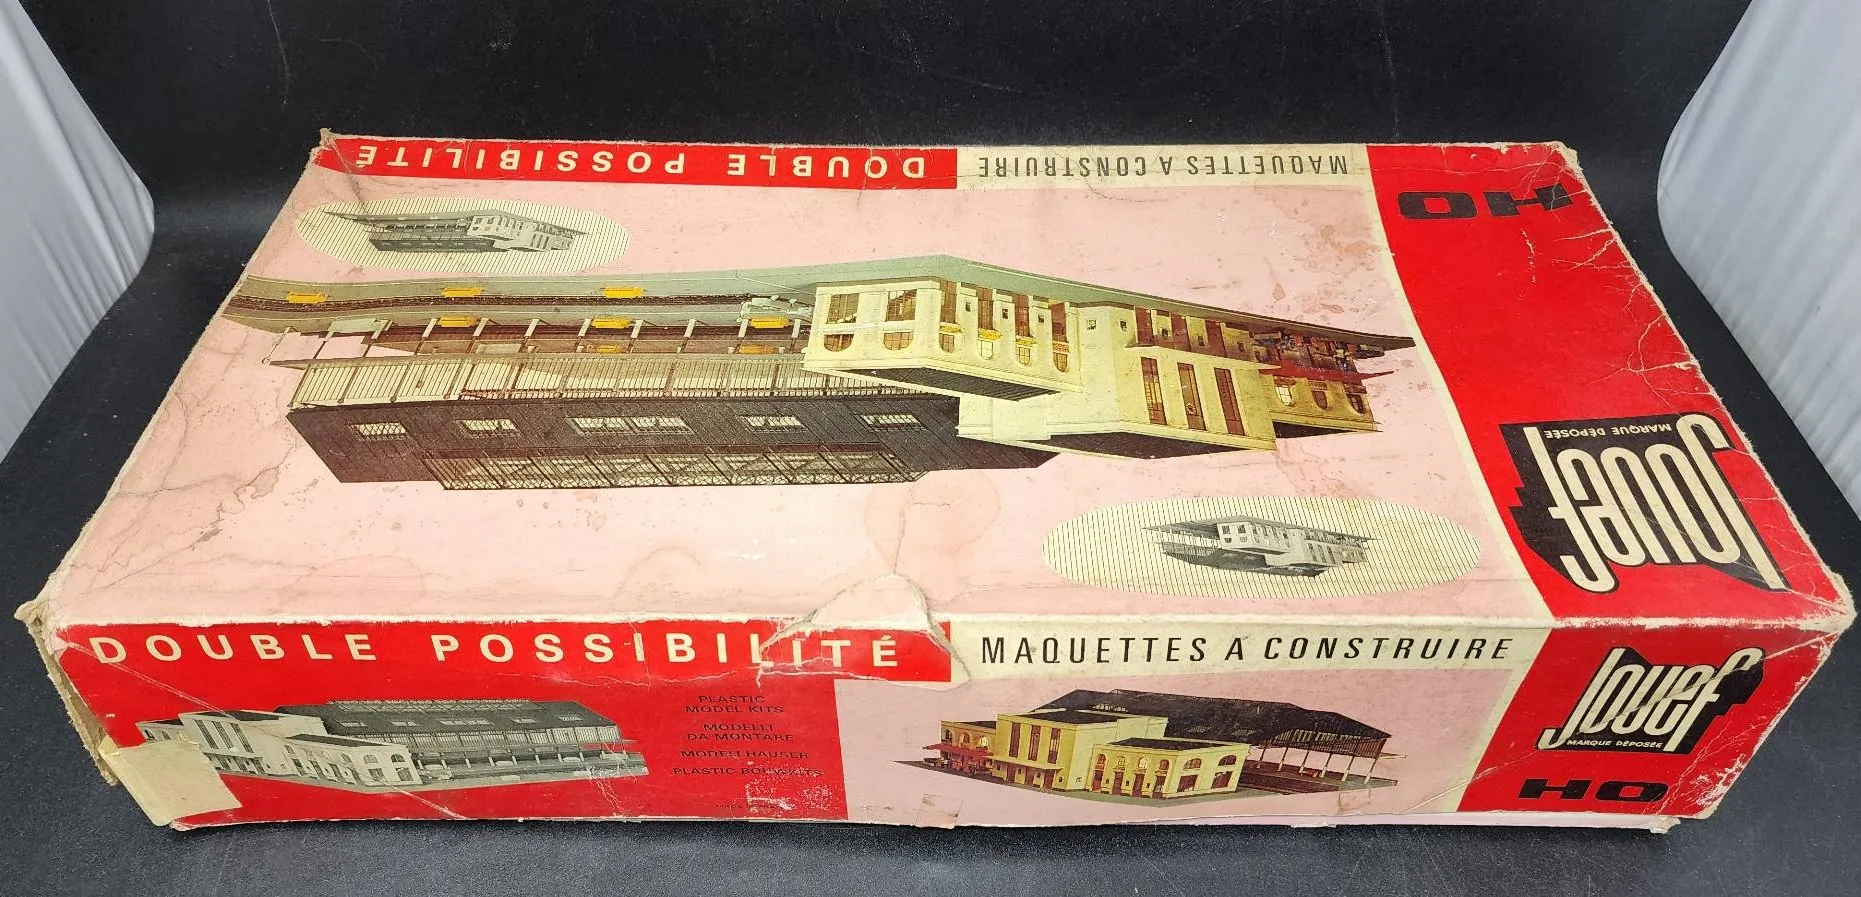 DOUBLE POSSIBILITÉ
MAQUETTES A CONSTRUIRE
HO
Jouef
MARQUE DÉPOSÉE
DOUBLE POSSIBILITÉ
MAQUETTES A CONSTRUIRE
PLASTIC
MODEL KITS
MODELLI
DA MONTARE
MODELLHAUSER
PLASTIC
Jouef
MARQUE DÉPOSÉE
HO